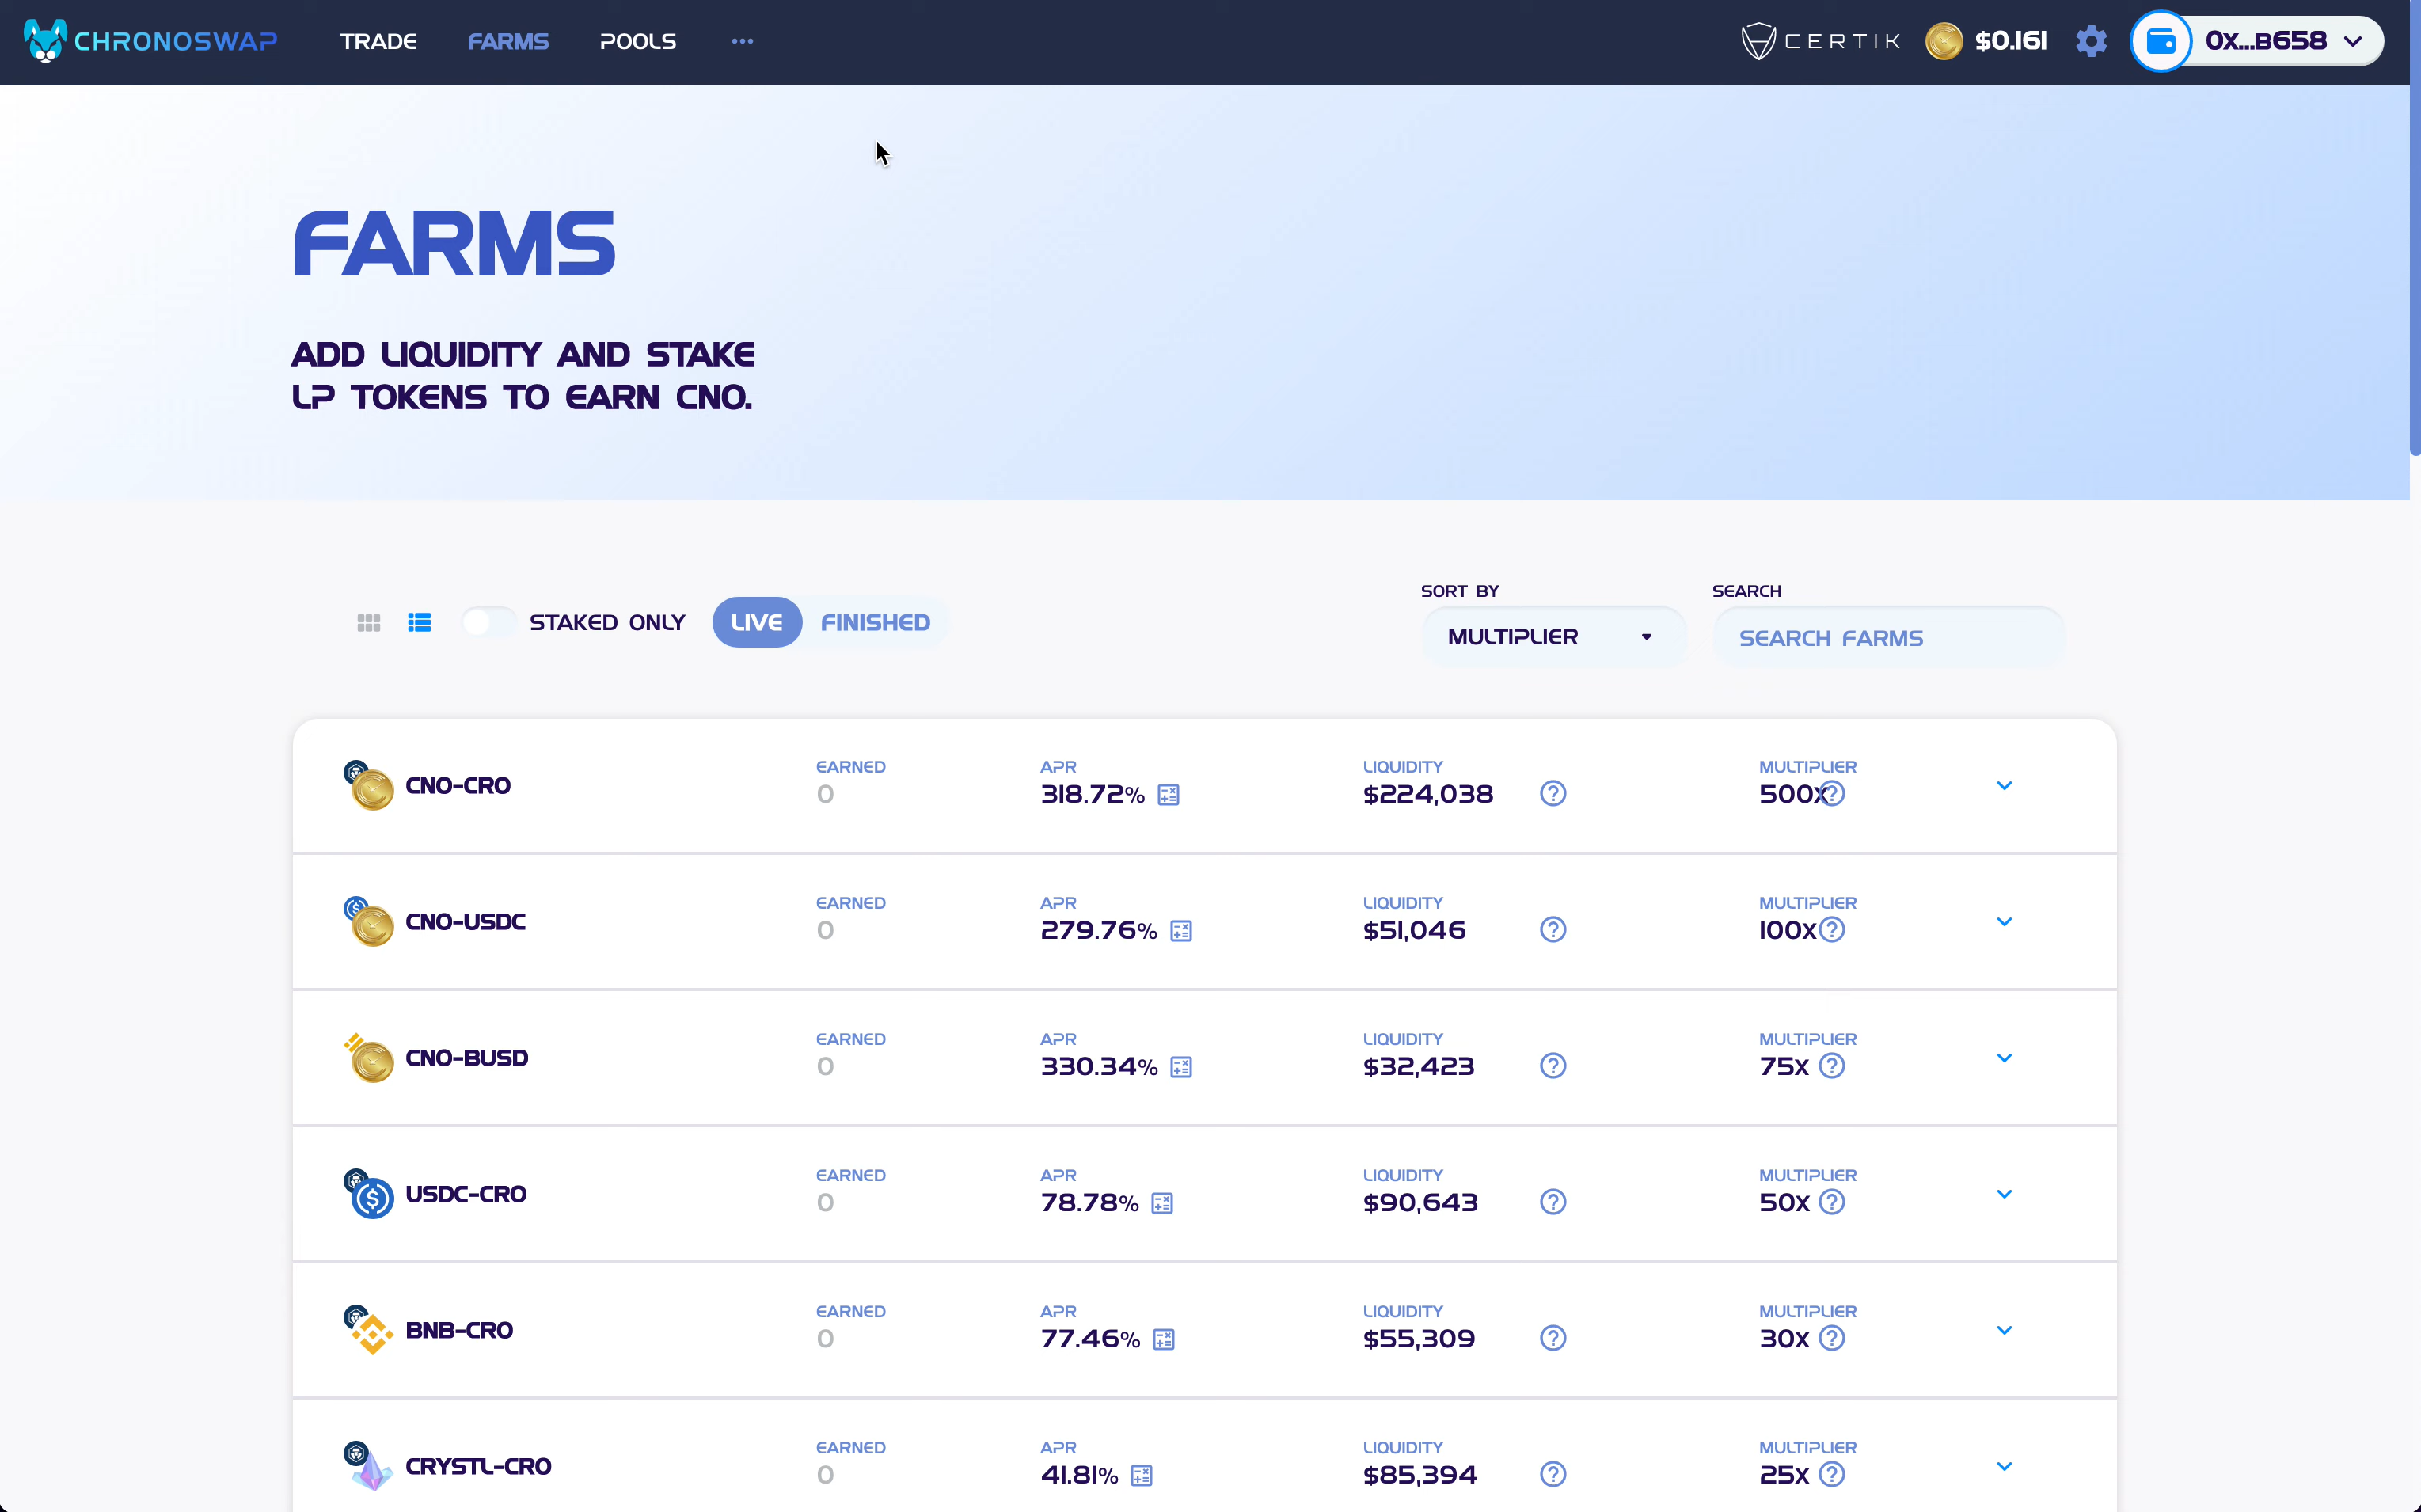 CHRONOSWAP TRADE FARMS POOLS CERTIK $0.161 0X...B658
FARMS
ADD LIQUIDITY AND STAKE
LP TOKENS TO EARN CNO.
SORT BY SEARCH
STAKED ONLY LIVE FINISHED MULTIPLIER SEARCH FARMS
EARNED APR LIQUIDITY MULTIPLIER
CNO-CRO 0 318.72% $224,038 500X
EARNED APR LIQUIDITY MULTIPLIER
CNO-USDC 0 279.76% $51,046 100X
EARNED APR LIQUIDITY MULTIPLIER
CNO-BUSD 0 330.34% $32,423 75X
EARNED APR LIQUIDITY MULTIPLIER
USDC-CRO 0 78.78% $90,643 50X
EARNED APR LIQUIDITY MULTIPLIER
BNB-CRO 0 77.46% $55,309 30X
EARNED APR LIQUIDITY MULTIPLIER
CRYSTL-CRO 0 41.81% $85,394 25X